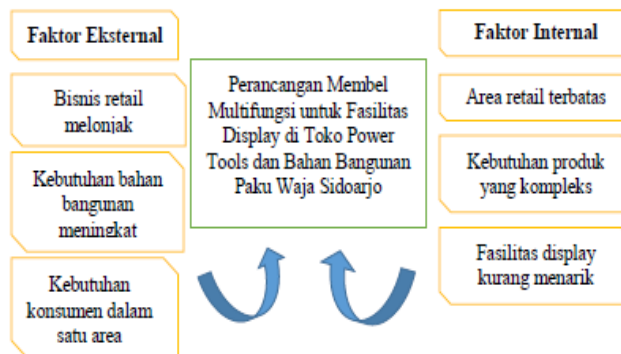 Faktor Eksternal
Bisnis retail
melonjak
Kebutuhan bahan
bangunan
meningkat
Kebutuhan
konsumen dalam
satu area
Perancangan Membel
Multifungsi untuk Fasilitas
Display di Toko Power
Tools dan Bahan Bangunan
Paku Waja Sidoarjo
Faktor Internal
Area retail terbatas
Kebutuhan produk
yang kompleks
Fasilitas display
kurang menarik